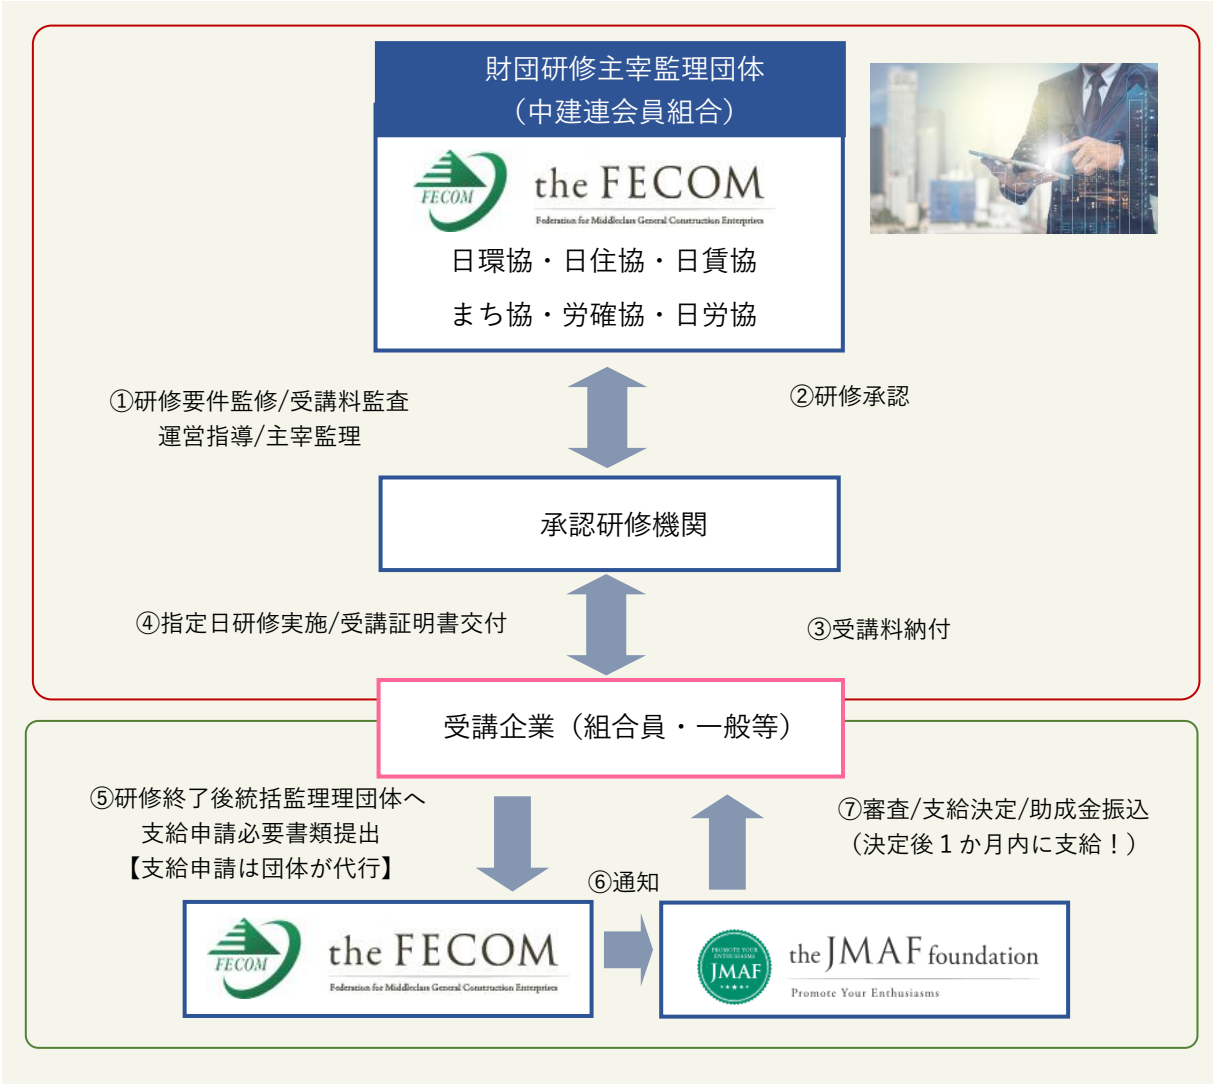 財団研修主宰監理団体
（中建連会員組合）
FECOM
the FECOM
Federation for Middleclass General Construction Enterprises
日環協・日住協・日賃協
まち協・労確協・日労協
①研修要件監修/受講料監査
運営指導/主宰監理
②研修承認
承認研修機関
④指定日研修実施/受講証明書交付
③受講料納付
受講企業（組合員・一般等）
⑤研修終了後統括監理理団体へ
支給申請必要書類提出
【支給申請は団体が代行】
⑦審査/支給決定/助成金振込
（決定後１か月内に支給！）
⑥通知
FECOM
the FECOM
Federation for Middleclass General Construction Enterprises
PROMOTE YOUR
ENTHUSIASMS
JMAF
the JMAF foundation
Promote Your Enthusiasms